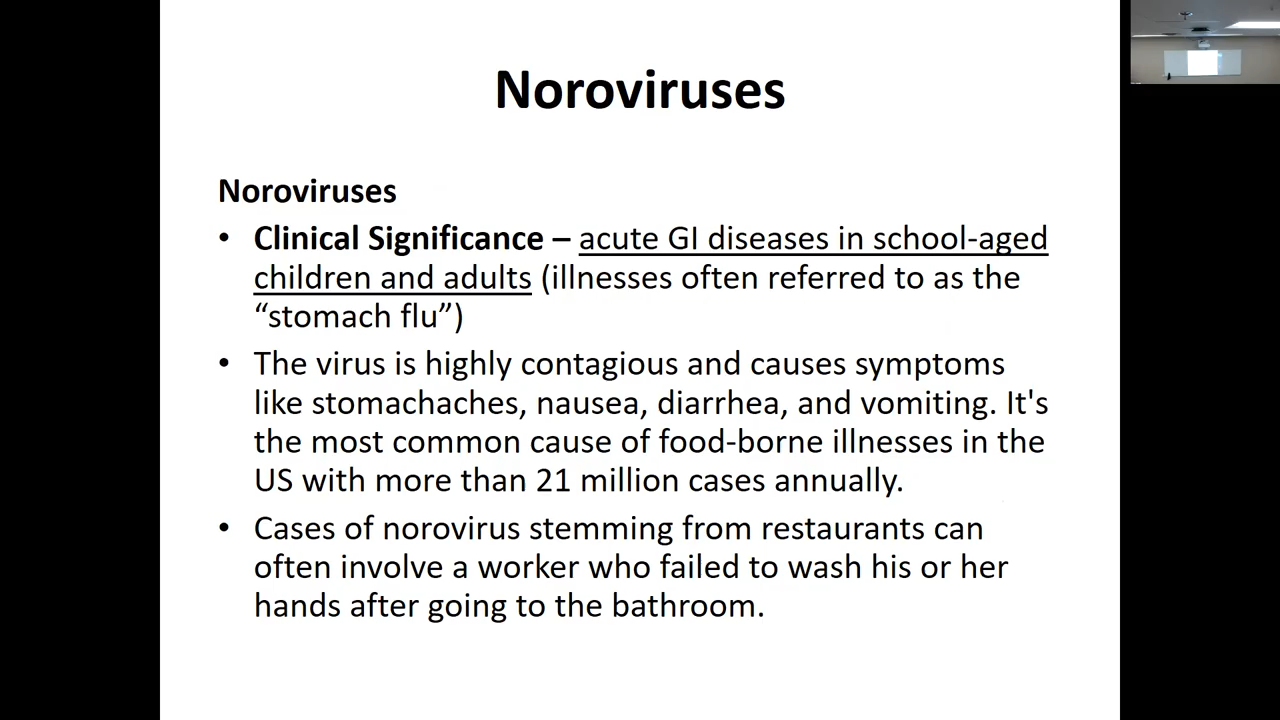 Noroviruses
Noroviruses
• Clinical Significance – acute GI diseases in school-aged
children and adults (illnesses often referred to as the
“stomach flu”)
• The virus is highly contagious and causes symptoms
like stomachaches, nausea, diarrhea, and vomiting. It's
the most common cause of food-borne illnesses in the
US with more than 21 million cases annually.
• Cases of norovirus stemming from restaurants can
often involve a worker who failed to wash his or her
hands after going to the bathroom.